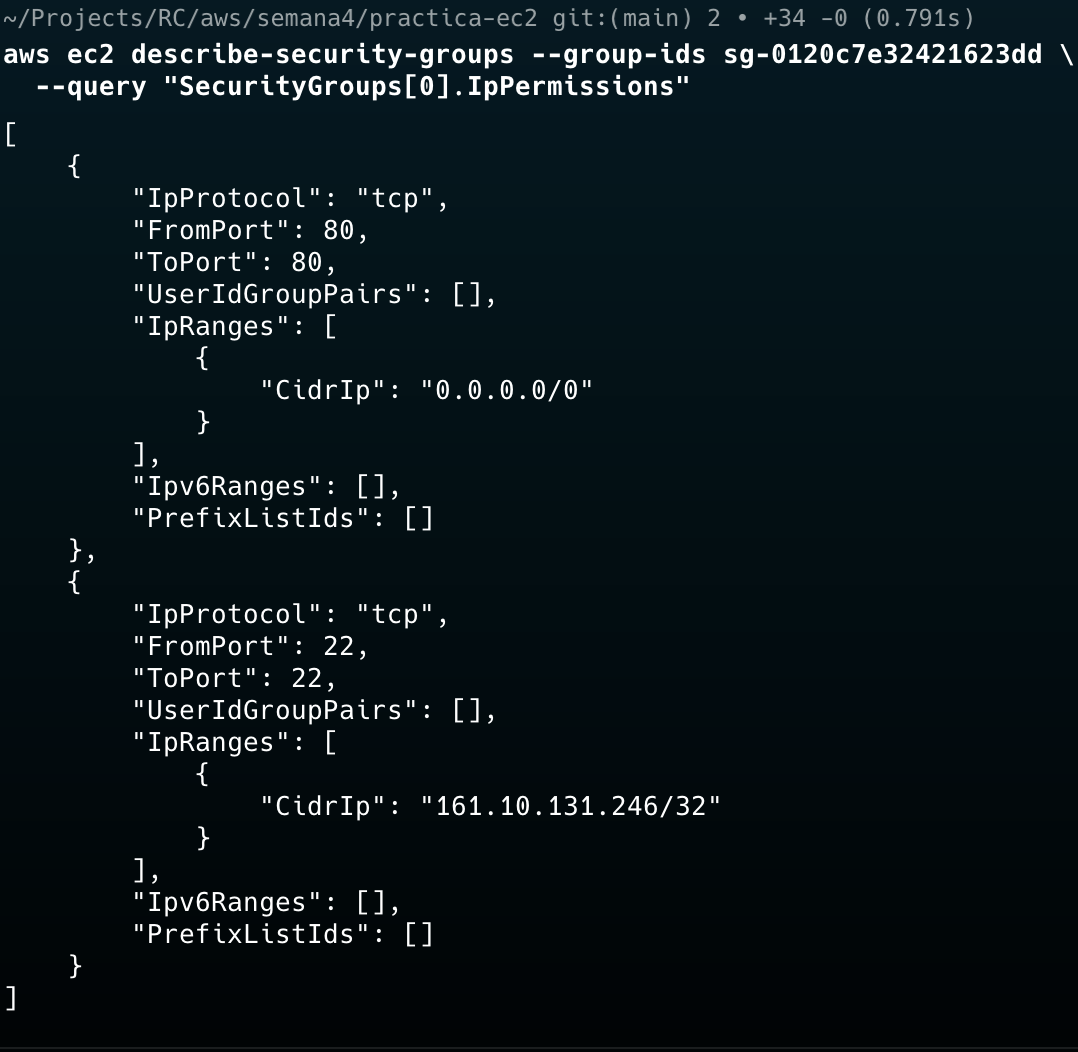 ~/Projects/RC/aws/semana4/practica-ec2 git:(main) 2 • +34 -0 (0.791s)
aws ec2 describe-security-groups --group-ids sg-0120c7e32421623dd \
  --query "SecurityGroups[0].IpPermissions"
[
    {
        "IpProtocol": "tcp",
        "FromPort": 80,
        "ToPort": 80,
        "UserIdGroupPairs": [],
        "IpRanges": [
            {
                "CidrIp": "0.0.0.0/0"
            }
        ],
        "Ipv6Ranges": [],
        "PrefixListIds": []
    },
    {
        "IpProtocol": "tcp",
        "FromPort": 22,
        "ToPort": 22,
        "UserIdGroupPairs": [],
        "IpRanges": [
            {
                "CidrIp": "161.10.131.246/32"
            }
        ],
        "Ipv6Ranges": [],
        "PrefixListIds": []
    }
]